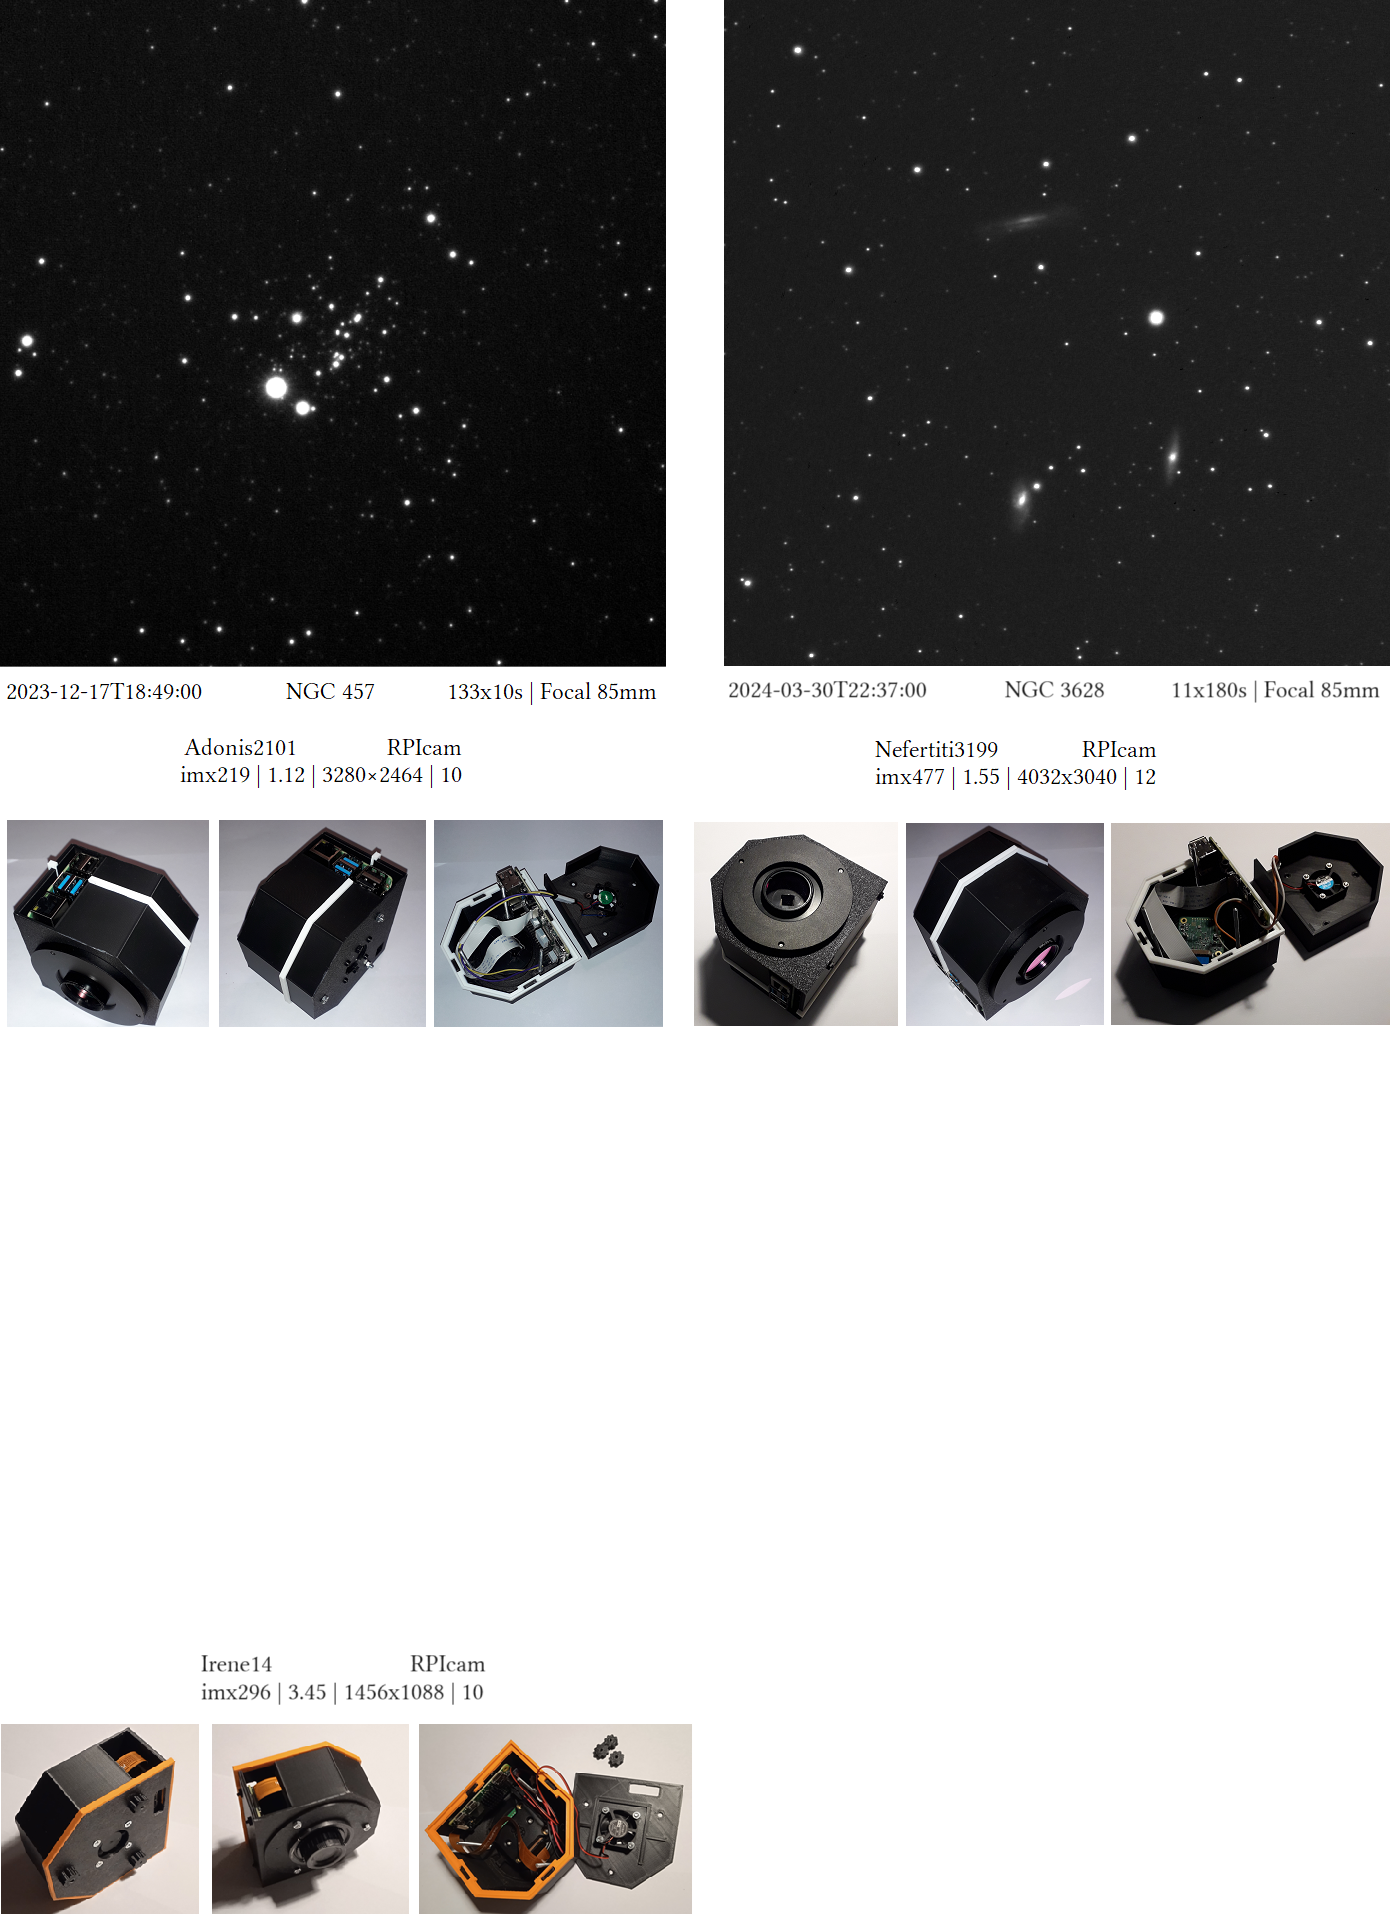 2023-12-17T18:49:00 NGC 457 133x10s | Focal 85mm
Adonis2101 RPIcam
imx219 | 1.12 | 3280×2464 | 10
2024-03-30T22:37:00 NGC 3628 11x180s | Focal 85mm
Nefertiti3199 RPIcam
imx477 | 1.55 | 4032x3040 | 12
Irene14 RPIcam
imx296 | 3.45 | 1456x1088 | 10